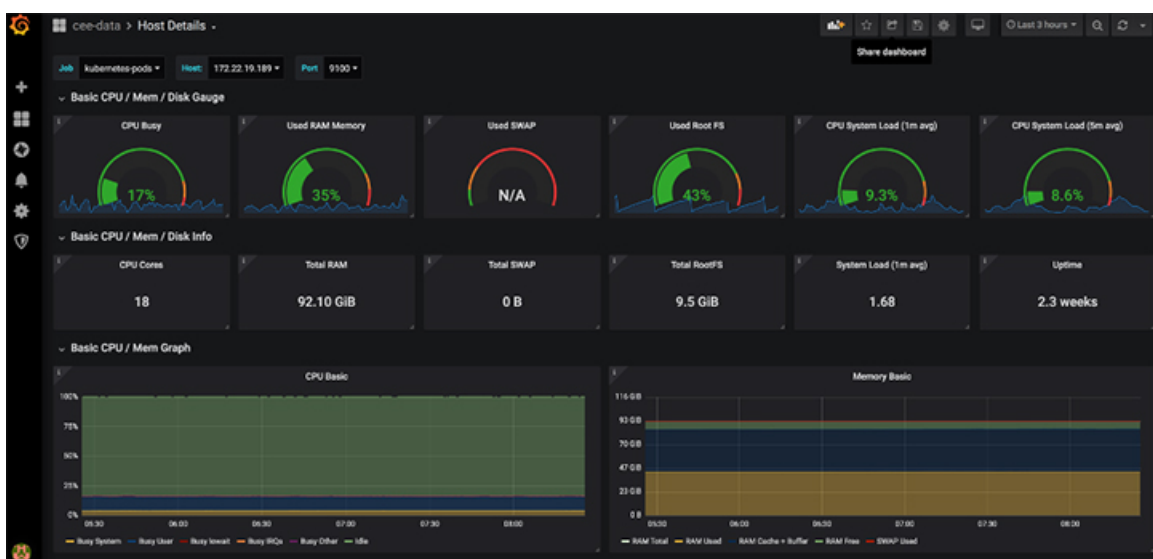 cee-data > Host Details
Last 3 hours
Share dashboard
Job kubernetes-pods Host: 172.22.19.189 Port 9100
Basic CPU / Mem / Disk Gauge
CPU Busy Used RAM Memory Used SWAP Used Root FS CPU System Load (1m avg) CPU System Load (5m avg)
17% 35% N/A 43% 9.3% 8.6%
Basic CPU / Mem / Disk Info
CPU Cores Total RAM Total SWAP Total RootFS System Load (1m avg) Uptime
18 92.10 GiB 0 B 9.5 GiB 1.68 2.3 weeks
Basic CPU / Mem Graph
CPU Basic Memory Basic
100% 116 GB
75% 93 GB
50% 70 GB
25% 47 GB
0% 23 GB
0 B
05:30 06:00 06:30 07:00 07:30 08:00 05:30 06:00 06:30 07:00 07:30 08:00
Busy System Busy User Busy Iowait Busy IRQs Busy Other Idle RAM Total RAM Used RAM Cache + Buffer RAM Free SWAP Used